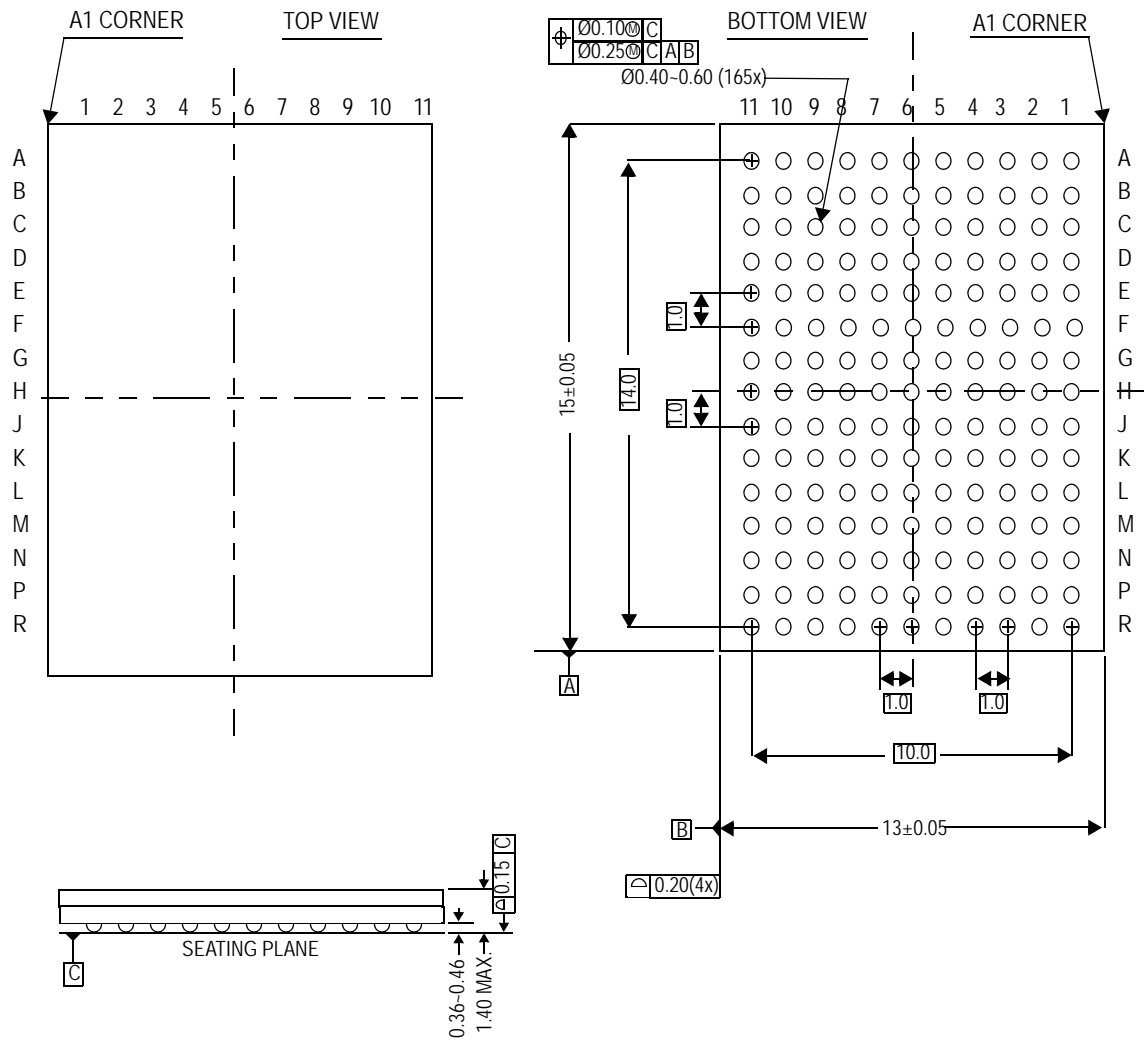 A1 CORNER
TOP VIEW
1 2 3 4 5 6 7 8 9 10 11
A
B
C
D
E
F
G
H
J
K
L
M
N
P
R
Ø0.10Ⓜ C
Ø0.25Ⓜ C A B
Ø0.40~0.60 (165x)
BOTTOM VIEW
A1 CORNER
11 10 9 8 7 6 5 4 3 2 1
A
B
C
D
E
F
G
H
J
K
L
M
N
P
R
15±0.05
14.0
1.0
1.0
A
1.0
1.0
10.0
B
13±0.05
0.20(4x)
0.15 C
SEATING PLANE
C
0.36~0.46
1.40 MAX.